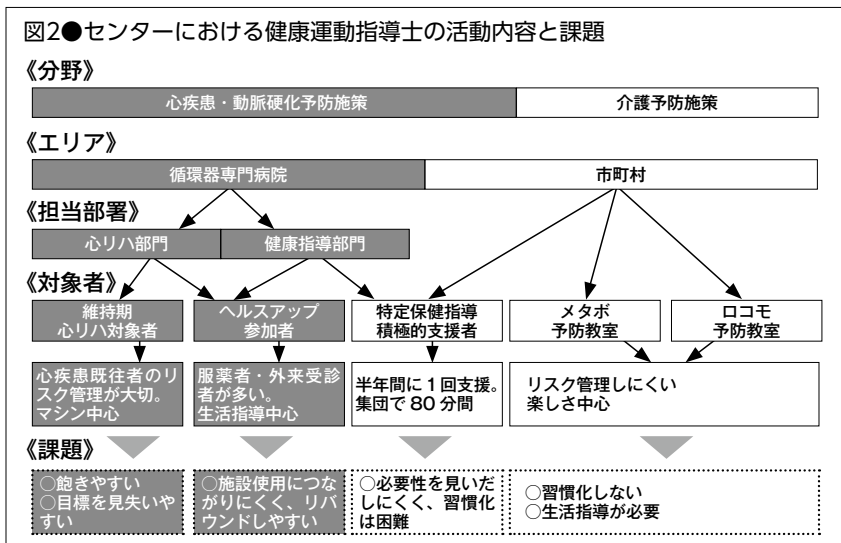 図2●センターにおける健康運動指導士の活動内容と課題
《分野》
心疾患・動脈硬化予防施策
介護予防施策
《エリア》
循環器専門病院
市町村
《担当部署》
心リハ部門
健康指導部門
《対象者》
維持期
心リハ対象者
ヘルスアップ
参加者
特定保健指導
積極的支援者
メタボ
予防教室
ロコモ
予防教室
心疾患既往者のリ
スク管理が大切。
マシン中心
服薬者・外来受診
者が多い。
生活指導中心
半年間に1回支援。
集団で80分間
リスク管理しにくい
楽しさ中心
《課題》
○飽きやすい
○目標を見失いや
すい
○施設使用につな
がりにくく、リバ
ウンドしやすい
○必要性を見いだ
しにくく、習慣化
は困難
○習慣化しない
○生活指導が必要